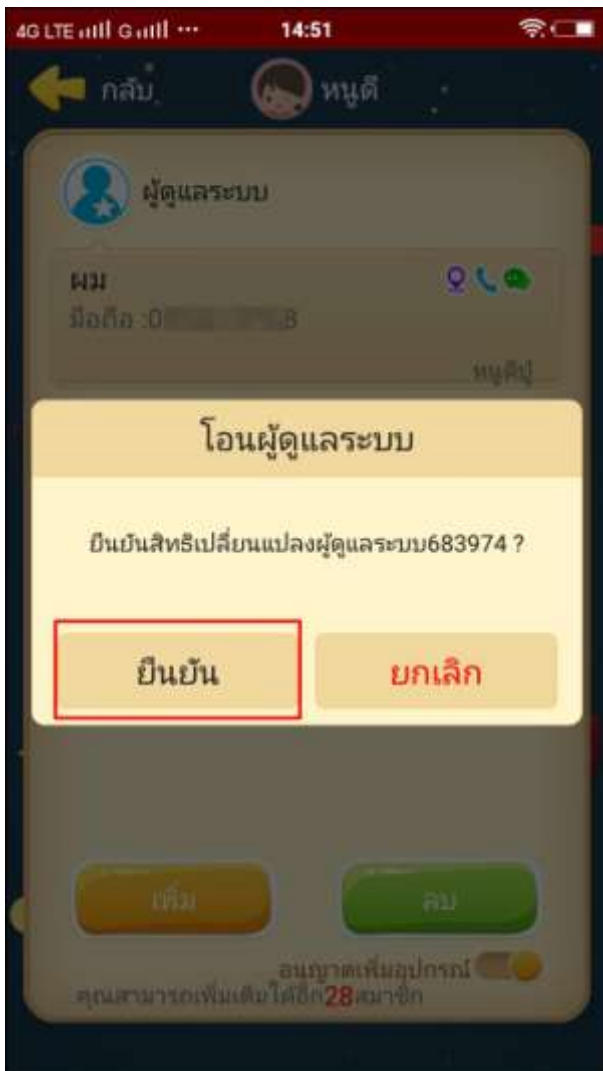 4G LTE G ••• 14:51
กลับ หนูดี
ผู้ดูแลระบบ
ผม
มือถือ :0 8
หนูดีปู่
โอนผู้ดูแลระบบ
ยืนยันสิทธิเปลี่ยนแปลงผู้ดูแลระบบ683974 ?
ยืนยัน ยกเลิก
เพิ่ม ลบ
อนุญาตเพิ่มอุปกรณ์
คุณสามารถเพิ่มเติมได้อีก28สมาชิก